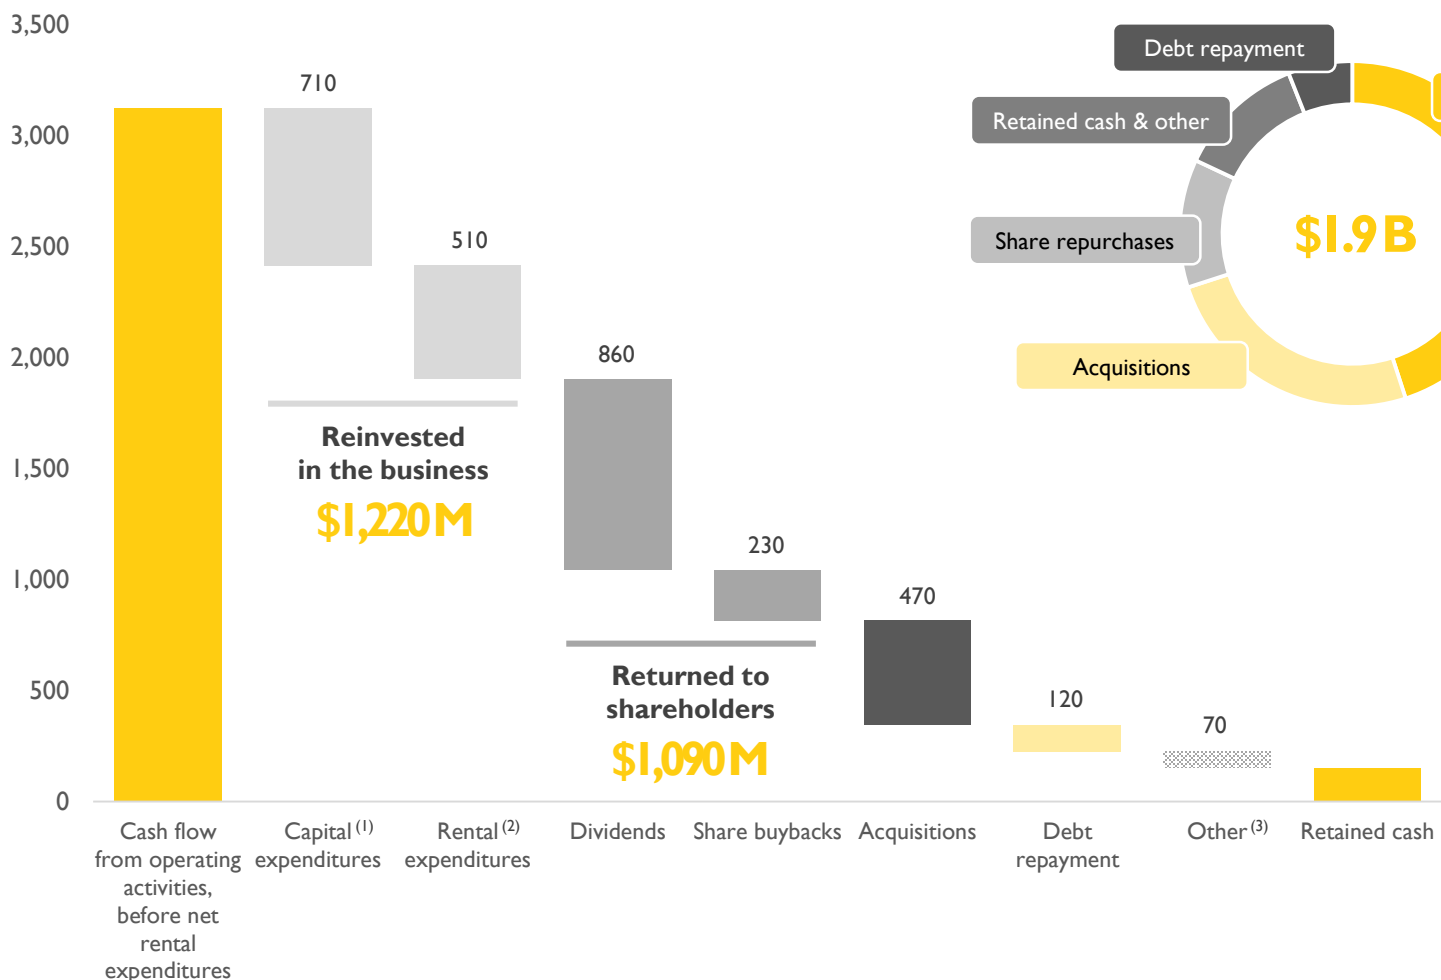 3,500
3,000
2,500
2,000
1,500
1,000
500
0
710
510
860
230
470
120
70
Reinvested
in the business
$1,220 M
Returned to
shareholders
$1,090 M
Cash flow
from operating
activities,
before net
rental
expenditures
Capital (1)
expenditures
Rental (2)
expenditures
Dividends
Share buybacks
Acquisitions
Debt
repayment
Other (3)
Retained cash
Debt repayment
Retained cash & other
Share repurchases
Acquisitions
$1.9 B